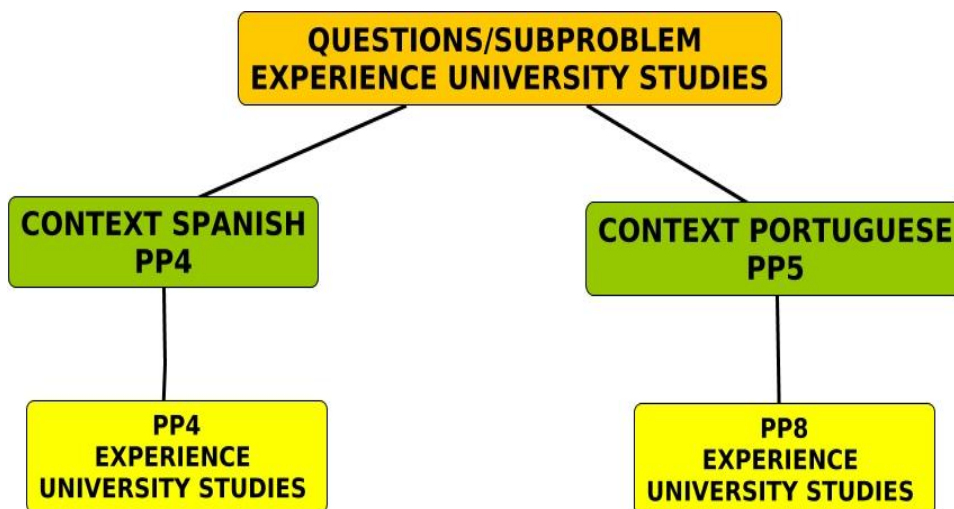 QUESTIONS/SUBPROBLEM
EXPERIENCE UNIVERSITY STUDIES
CONTEXT SPANISH
PP4
CONTEXT PORTUGUESE
PP5
PP4
EXPERIENCE
UNIVERSITY STUDIES
PP8
EXPERIENCE
UNIVERSITY STUDIES